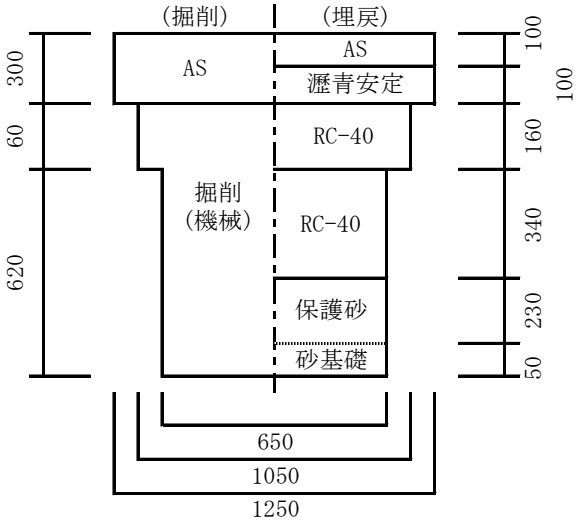 (掘削)
(埋戻)
AS
AS
瀝青安定
RC-40
掘削
(機械)
RC-40
保護砂
砂基礎
300
60
620
100
100
160
340
230
50
650
1050
1250